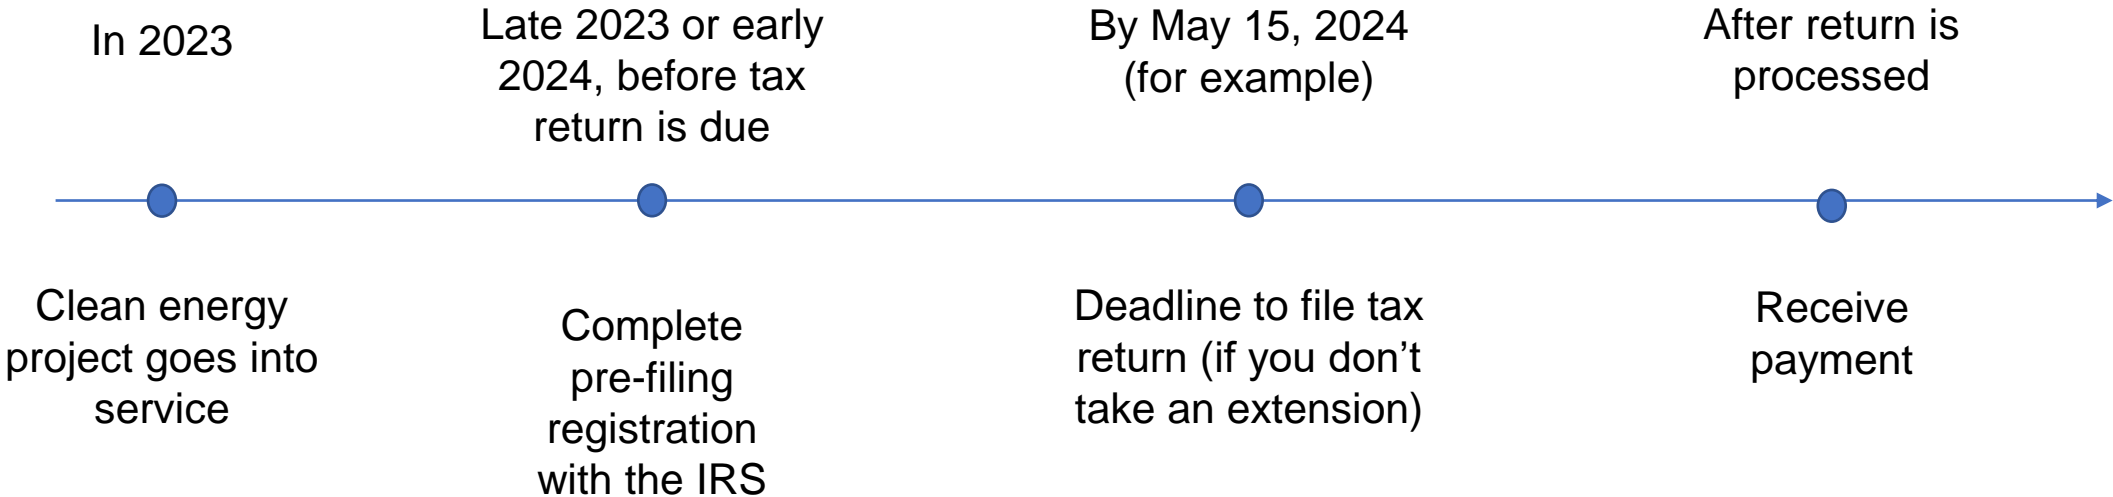 In 2023
Late 2023 or early
2024, before tax
return is due
By May 15, 2024
(for example)
After return is
processed
Clean energy
project goes into
service
Complete
pre-filing
registration
with the IRS
Deadline to file tax
return (if you don’t
take an extension)
Receive
payment